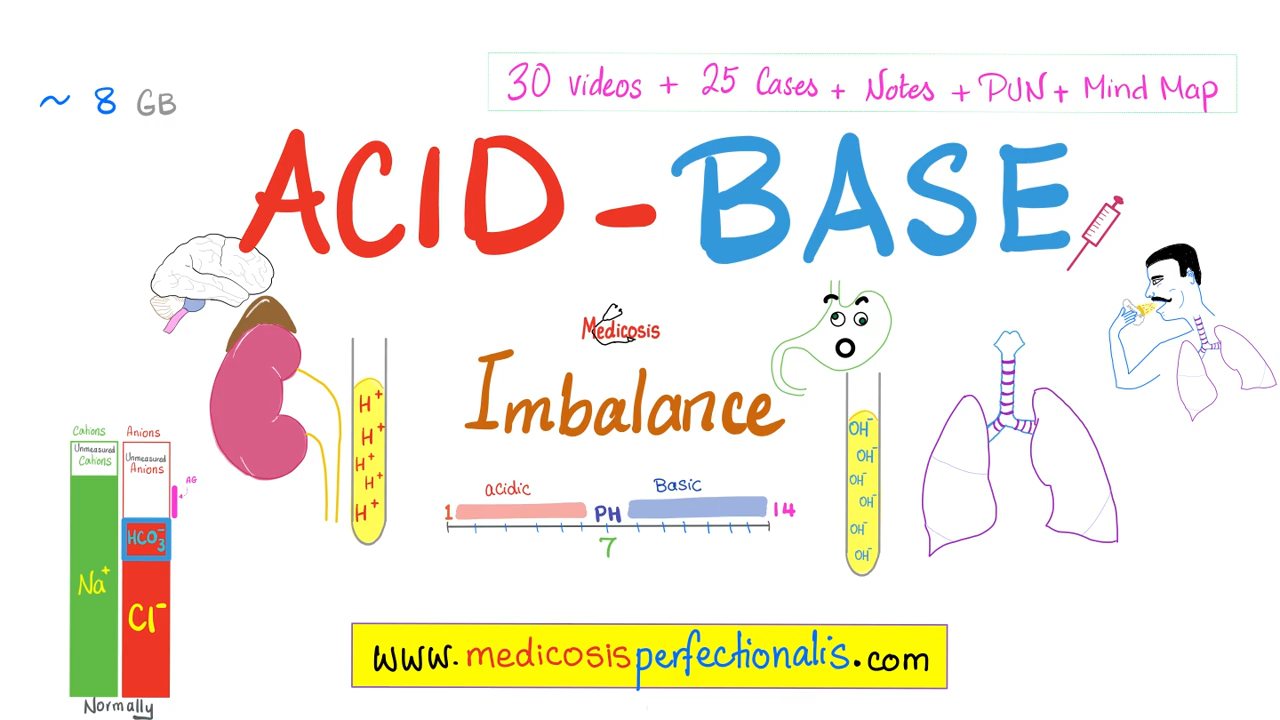 ~ 8 GB
30 videos + 25 Cases + Notes + PUN + Mind Map
ACID - BASE
Medicosis
Imbalance
H+
H+
H+
H+
H+
OH-
OH-
OH-
OH-
OH-
OH-
Cations Anions
Unmeasured Cations
Unmeasured Anions
AG
HCO3-
Na+
Cl-
Normally
acidic Basic
1 PH 14
7
www.medicosisperfectionalis.com